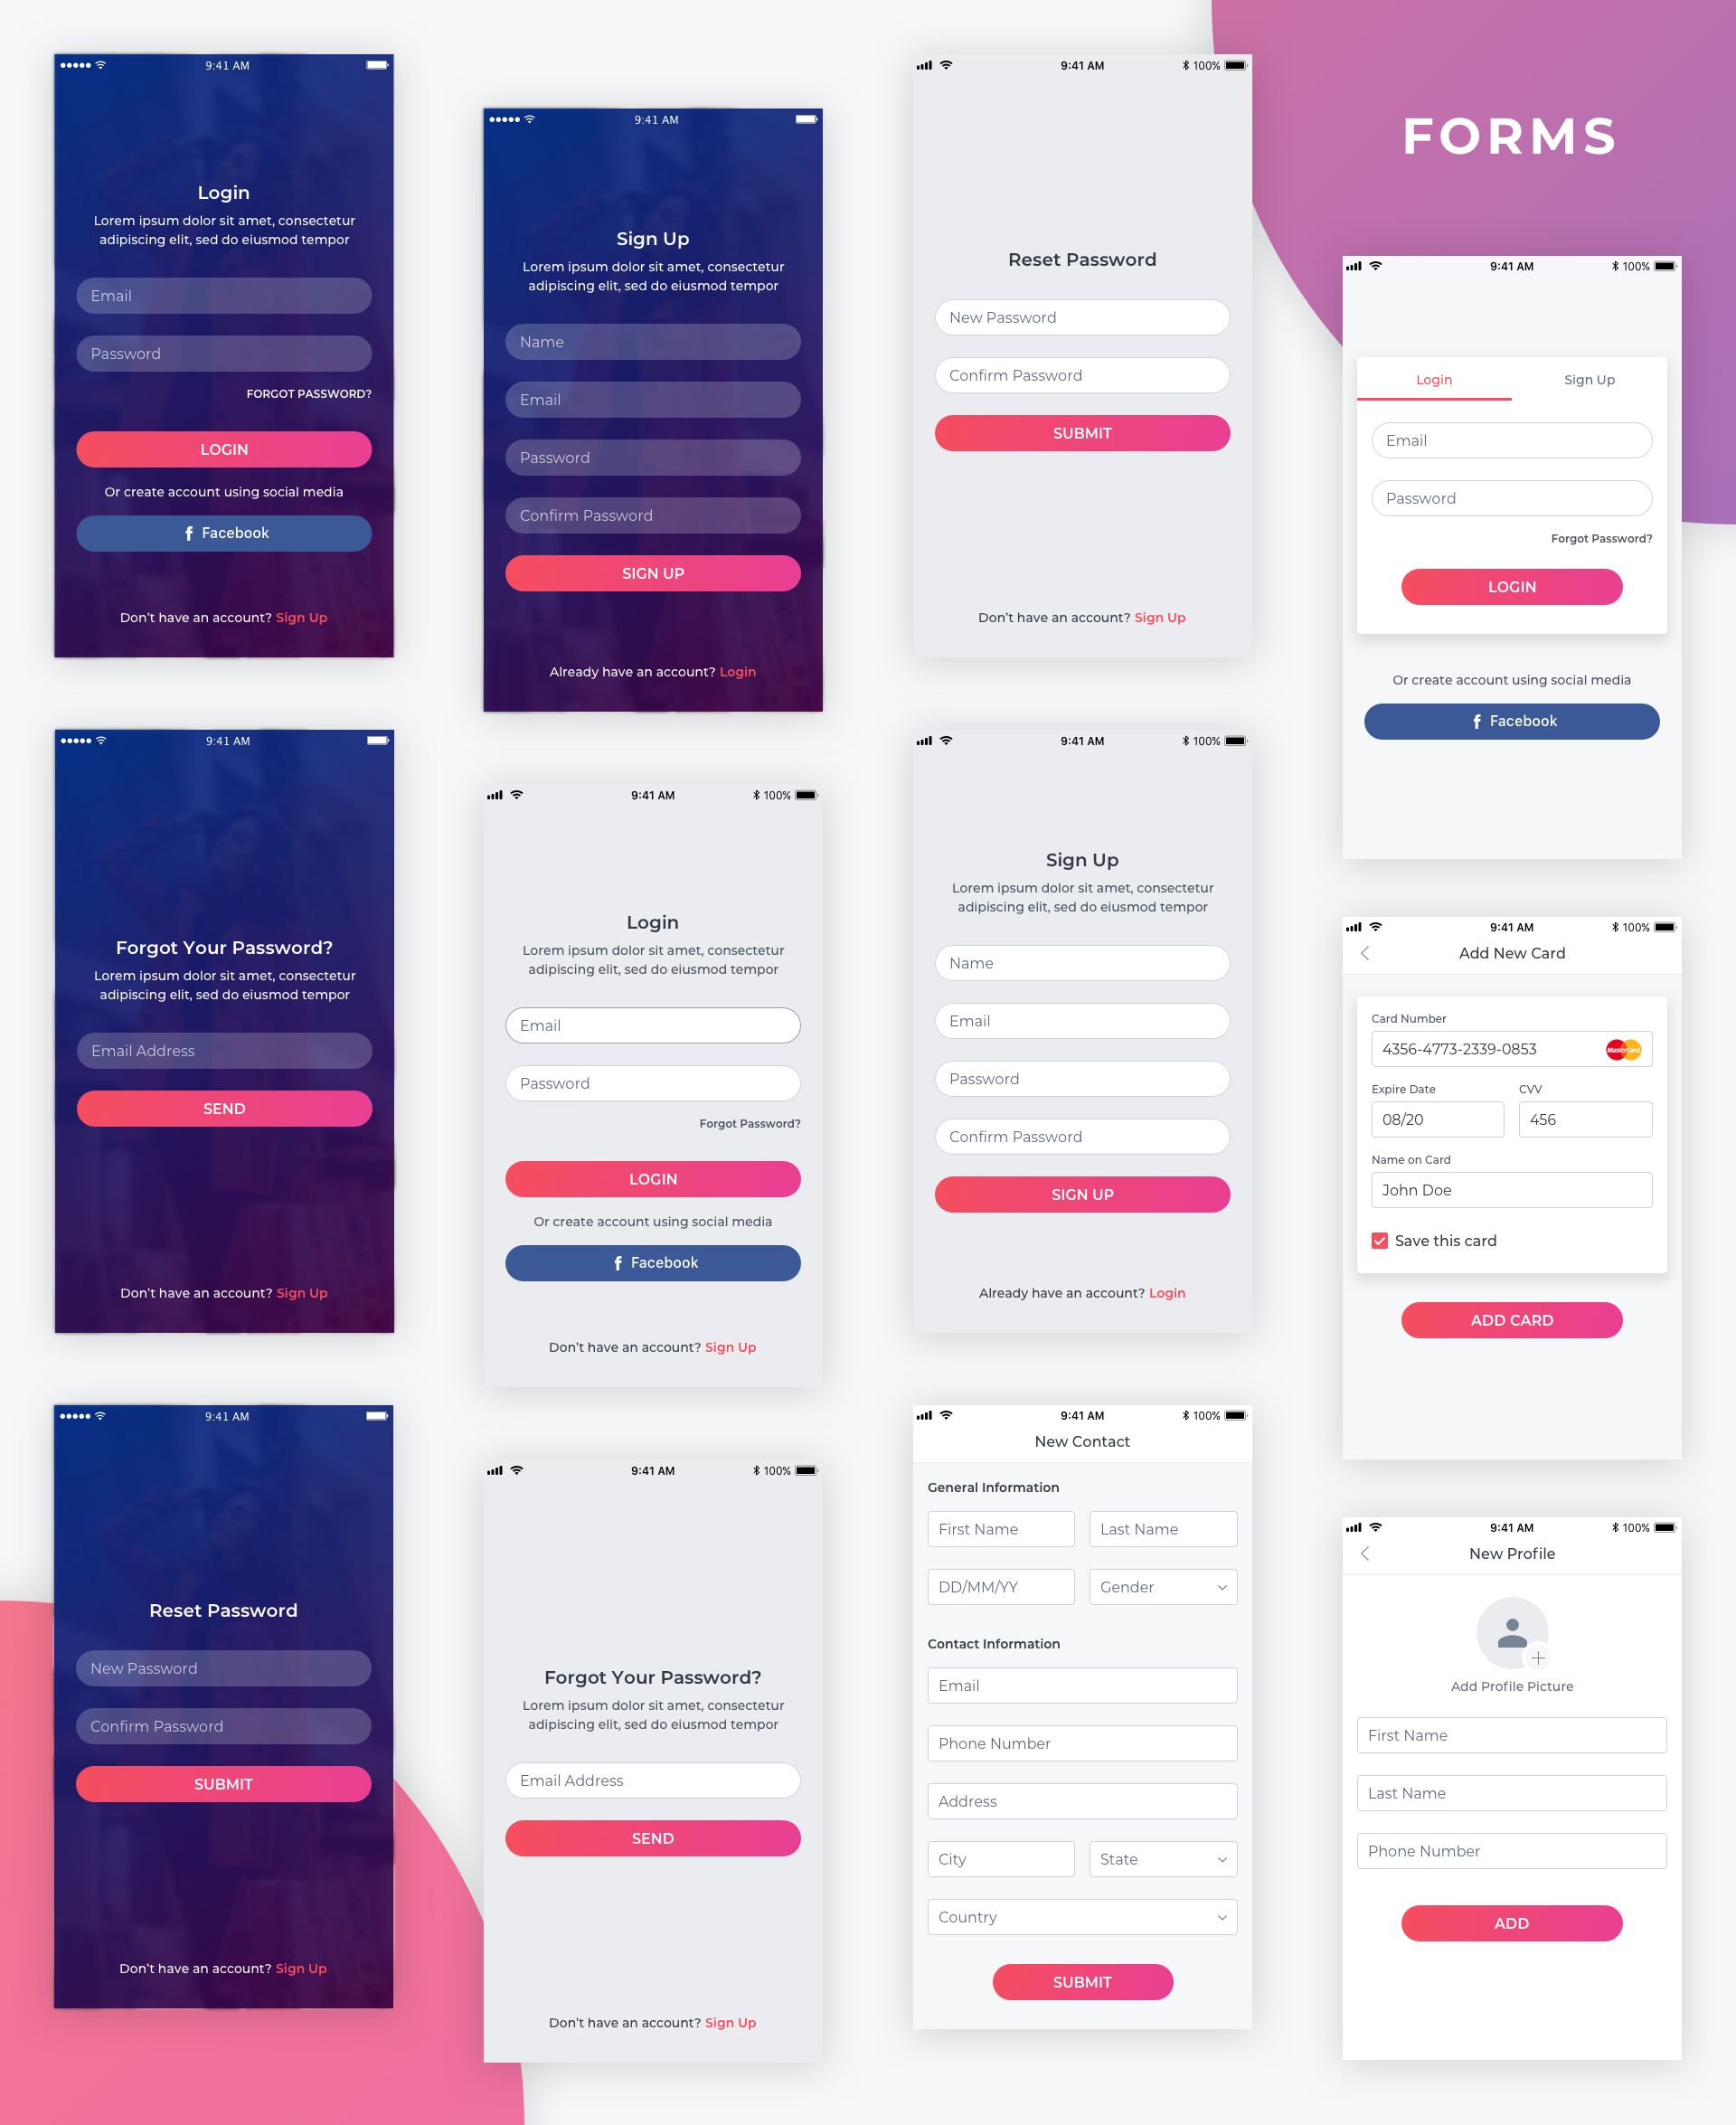 9:41 AM
Login
Lorem ipsum dolor sit amet, consectetur
adipiscing elit, sed do eiusmod tempor
Email
Password
FORGOT PASSWORD?
LOGIN
Or create account using social media
f Facebook
Don't have an account? Sign Up
9:41 AM
Forgot Your Password?
Lorem ipsum dolor sit amet, consectetur
adipiscing elit, sed do eiusmod tempor
Email Address
SEND
Don't have an account? Sign Up
9:41 AM
Reset Password
New Password
Confirm Password
SUBMIT
Don't have an account? Sign Up
9:41 AM
Sign Up
Lorem ipsum dolor sit amet, consectetur
adipiscing elit, sed do eiusmod tempor
Name
Email
Password
Confirm Password
SIGN UP
Already have an account? Login
9:41 AM 100%
Login
Lorem ipsum dolor sit amet, consectetur
adipiscing elit, sed do eiusmod tempor
Email
Password
Forgot Password?
LOGIN
Or create account using social media
f Facebook
Don't have an account? Sign Up
9:41 AM 100%
Forgot Your Password?
Lorem ipsum dolor sit amet, consectetur
adipiscing elit, sed do eiusmod tempor
Email Address
SEND
Don't have an account? Sign Up
9:41 AM 100%
Reset Password
New Password
Confirm Password
SUBMIT
Don't have an account? Sign Up
9:41 AM 100%
Sign Up
Lorem ipsum dolor sit amet, consectetur
adipiscing elit, sed do eiusmod tempor
Name
Email
Password
Confirm Password
SIGN UP
Already have an account? Login
9:41 AM 100%
New Contact
General Information
First Name Last Name
DD/MM/YY Gender
Contact Information
Email
Phone Number
Address
City State
Country
SUBMIT
FORMS
9:41 AM 100%
Login Sign Up
Email
Password
Forgot Password?
LOGIN
Or create account using social media
f Facebook
9:41 AM 100%
Add New Card
Card Number
4356-4773-2339-0853 MasterCard
Expire Date CVV
08/20 456
Name on Card
John Doe
Save this card
ADD CARD
9:41 AM 100%
New Profile
Add Profile Picture
First Name
Last Name
Phone Number
ADD